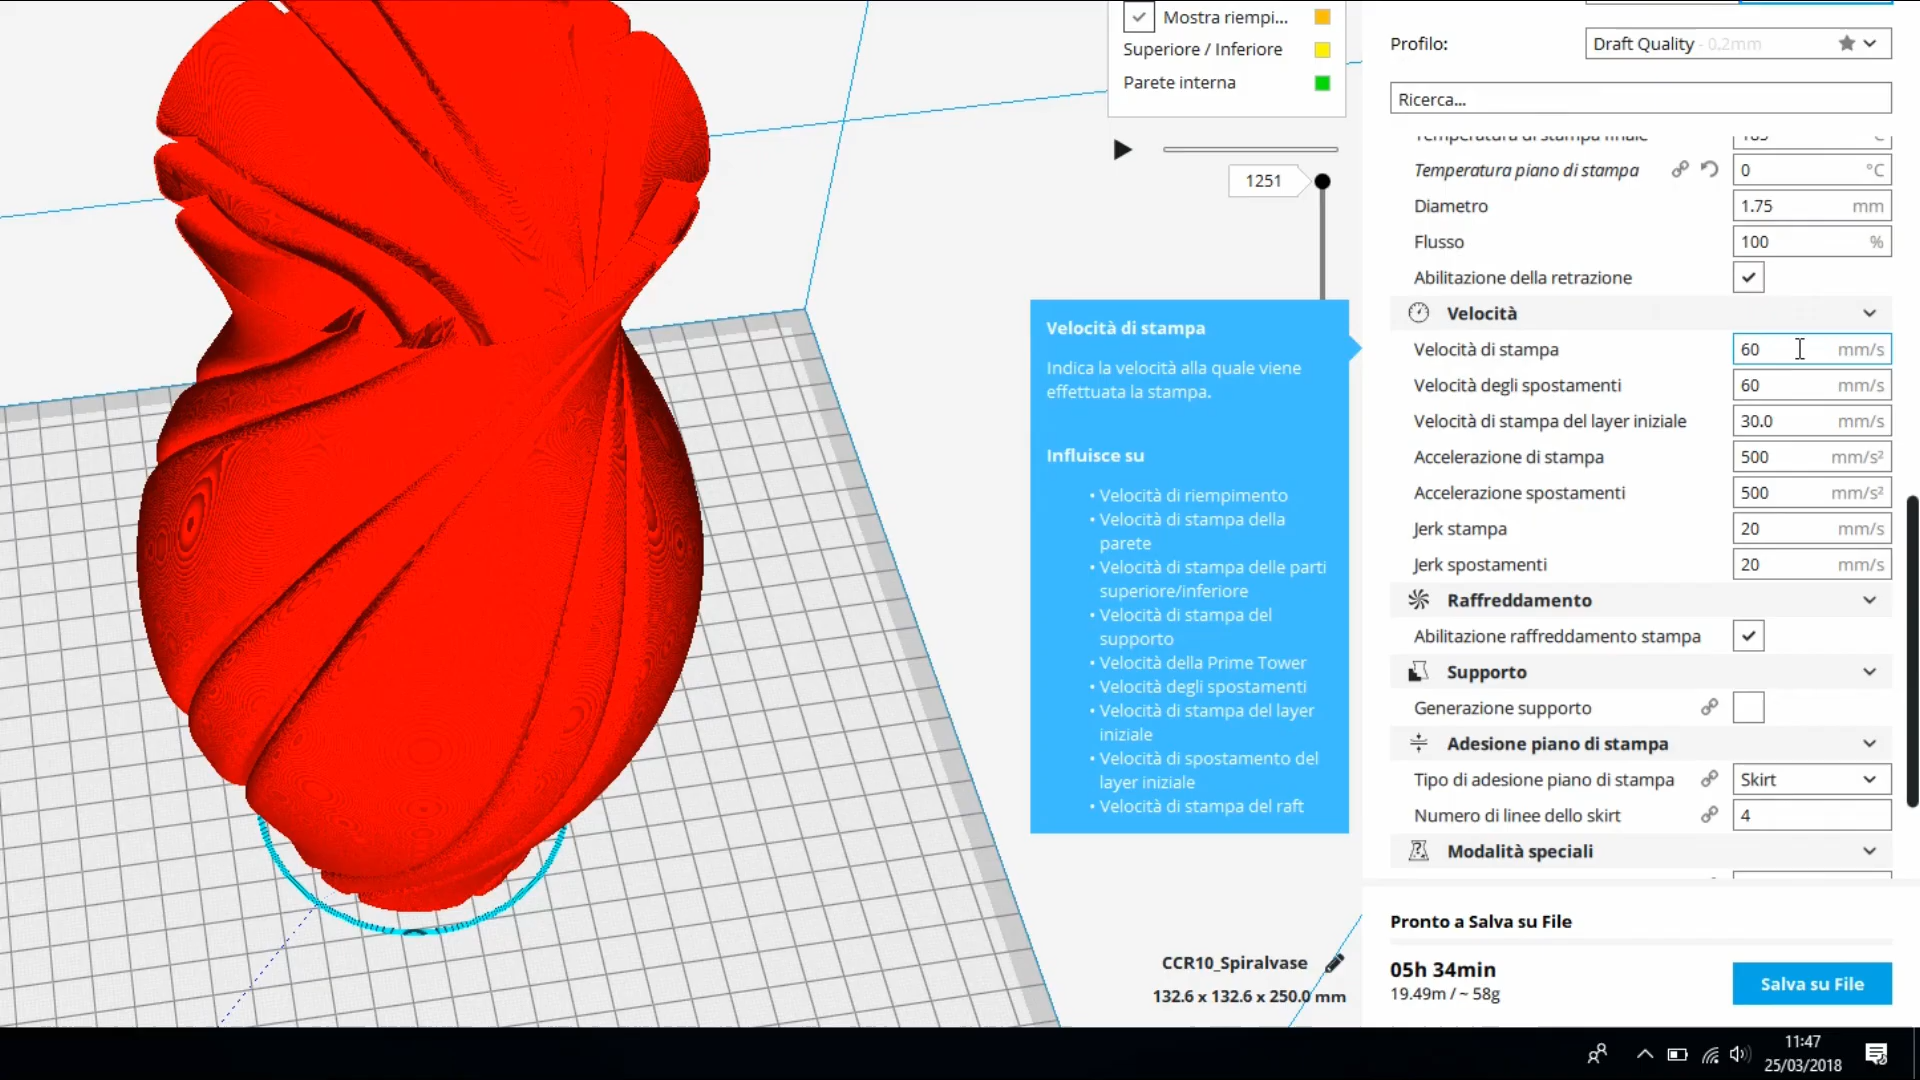 Mostra riempi...
Superiore / Inferiore
Parete interna
1251
Velocità di stampa
Indica la velocità alla quale viene
effettuata la stampa.
Influisce su
• Velocità di riempimento
• Velocità di stampa della
parete
• Velocità di stampa delle parti
superiore/inferiore
• Velocità di stampa del
supporto
• Velocità della Prime Tower
• Velocità degli spostamenti
• Velocità di stampa del layer
iniziale
• Velocità di spostamento del
layer iniziale
• Velocità di stampa del raft
CCR10_Spiralvase
132.6 x 132.6 x 250.0 mm
Profilo: Draft Quality - 0.2mm
Ricerca...
Temperatura di stampa finale 185 °C
Temperatura piano di stampa 0 °C
Diametro 1.75 mm
Flusso 100 %
Abilitazione della retrazione
Velocità
Velocità di stampa 60 mm/s
Velocità degli spostamenti 60 mm/s
Velocità di stampa del layer iniziale 30.0 mm/s
Accelerazione di stampa 500 mm/s²
Accelerazione spostamenti 500 mm/s²
Jerk stampa 20 mm/s
Jerk spostamenti 20 mm/s
Raffreddamento
Abilitazione raffreddamento stampa
Supporto
Generazione supporto
Adesione piano di stampa
Tipo di adesione piano di stampa Skirt
Numero di linee dello skirt 4
Modalità speciali
Pronto a Salva su File
05h 34min
19.49m / ~ 58g
Salva su File
11:47
25/03/2018